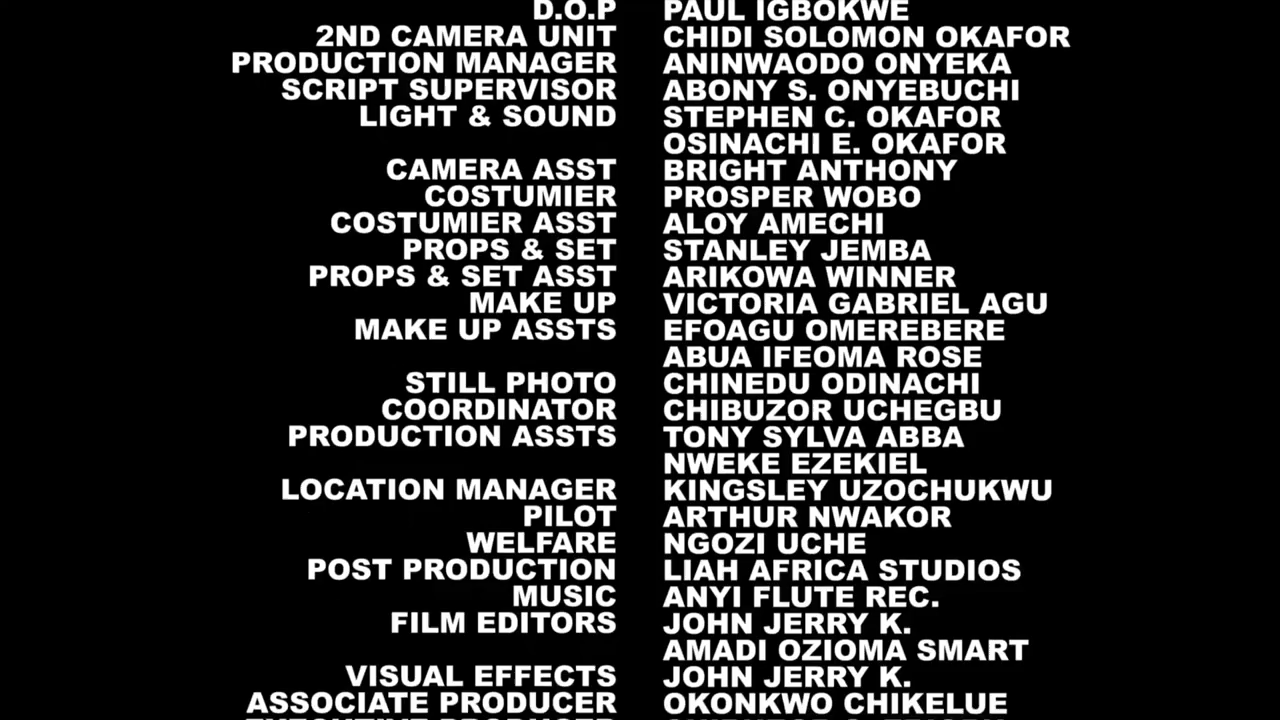 D.O.P PAUL IGBOKWE
2ND CAMERA UNIT CHIDI SOLOMON OKAFOR
PRODUCTION MANAGER ANINWAODO ONYEKA
SCRIPT SUPERVISOR ABONY S. ONYEBUCHI
LIGHT & SOUND STEPHEN C. OKAFOR
OSINACHI E. OKAFOR
CAMERA ASST BRIGHT ANTHONY
COSTUMIER PROSPER WOBO
COSTUMIER ASST ALOY AMECHI
PROPS & SET STANLEY JEMBA
PROPS & SET ASST ARIKOWA WINNER
MAKE UP VICTORIA GABRIEL AGU
MAKE UP ASSTS EFOAGU OMEREBERE
ABUA IFEOMA ROSE
STILL PHOTO CHINEDU ODINACHI
COORDINATOR CHIBUZOR UCHEGBU
PRODUCTION ASSTS TONY SYLVA ABBA
NWEKE EZEKIEL
LOCATION MANAGER KINGSLEY UZOCHUKWU
PILOT ARTHUR NWAKOR
WELFARE NGOZI UCHE
POST PRODUCTION LIAH AFRICA STUDIOS
MUSIC ANYI FLUTE REC.
FILM EDITORS JOHN JERRY K.
AMADI OZIOMA SMART
VISUAL EFFECTS JOHN JERRY K.
ASSOCIATE PRODUCER OKONKWO CHIKELUE